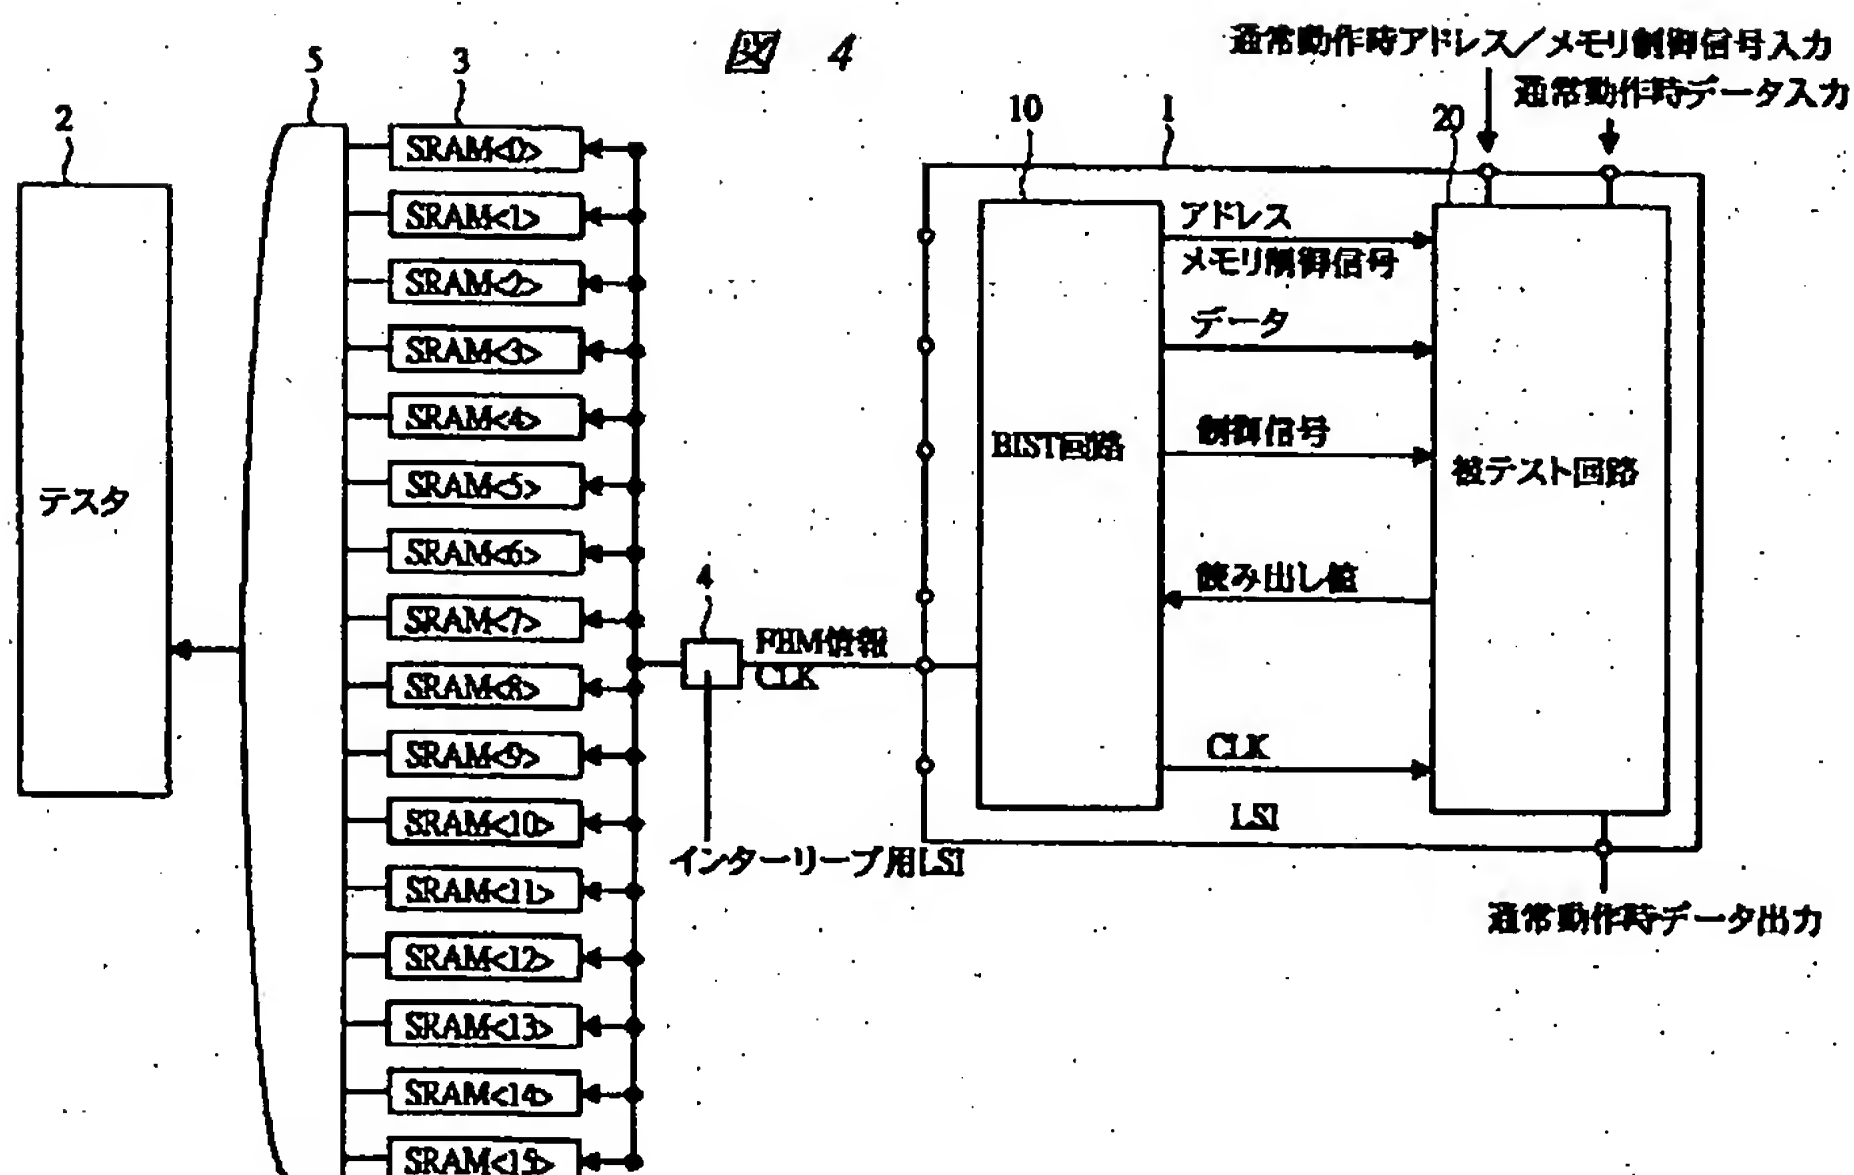 図 4
通常動作時アドレス/メモリ制御信号入力
通常動作時データ入力
5
3
2
10
1
20
SRAM<0>
SRAM<1>
SRAM<2>
SRAM<3>
SRAM<4>
SRAM<5>
SRAM<6>
SRAM<7>
SRAM<8>
SRAM<9>
SRAM<10>
SRAM<11>
SRAM<12>
SRAM<13>
SRAM<14>
SRAM<15>
テスタ
4
FBM情報
CLK
インターリーブ用LSI
BIST回路
アドレス
メモリ制御信号
データ
制御信号
読み出し値
CLK
LSI
被テスト回路
通常動作時データ出力